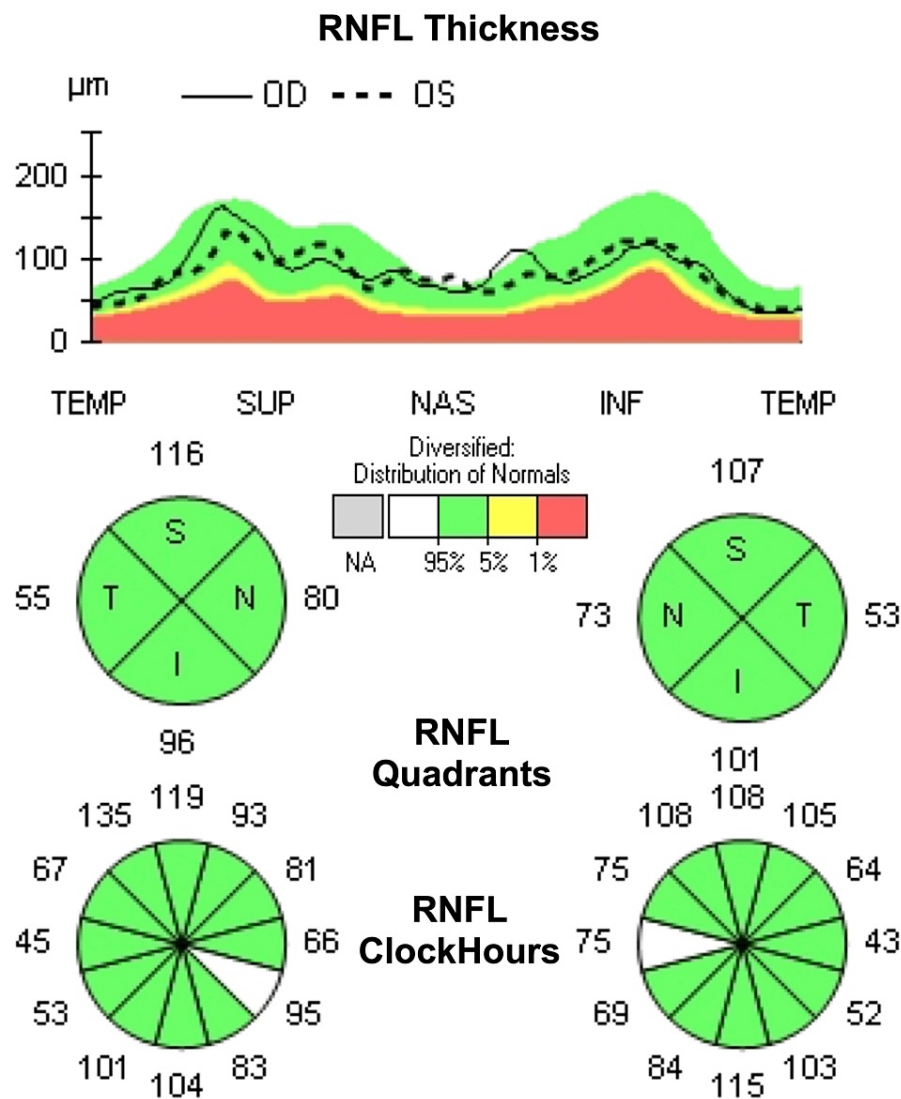 RNFL Thickness
µm
OD OS
200
100
0
TEMP SUP NAS INF TEMP
Diversified:
Distribution of Normals
NA 95% 5% 1%
116
S
55 T N 80
I
96
107
S
73 N T 53
I
101
RNFL
Quadrants
119
135 93
67 81
45 66
53 95
101 83
104
RNFL
ClockHours
108
108 105
75 64
75 43
69 52
84 103
115